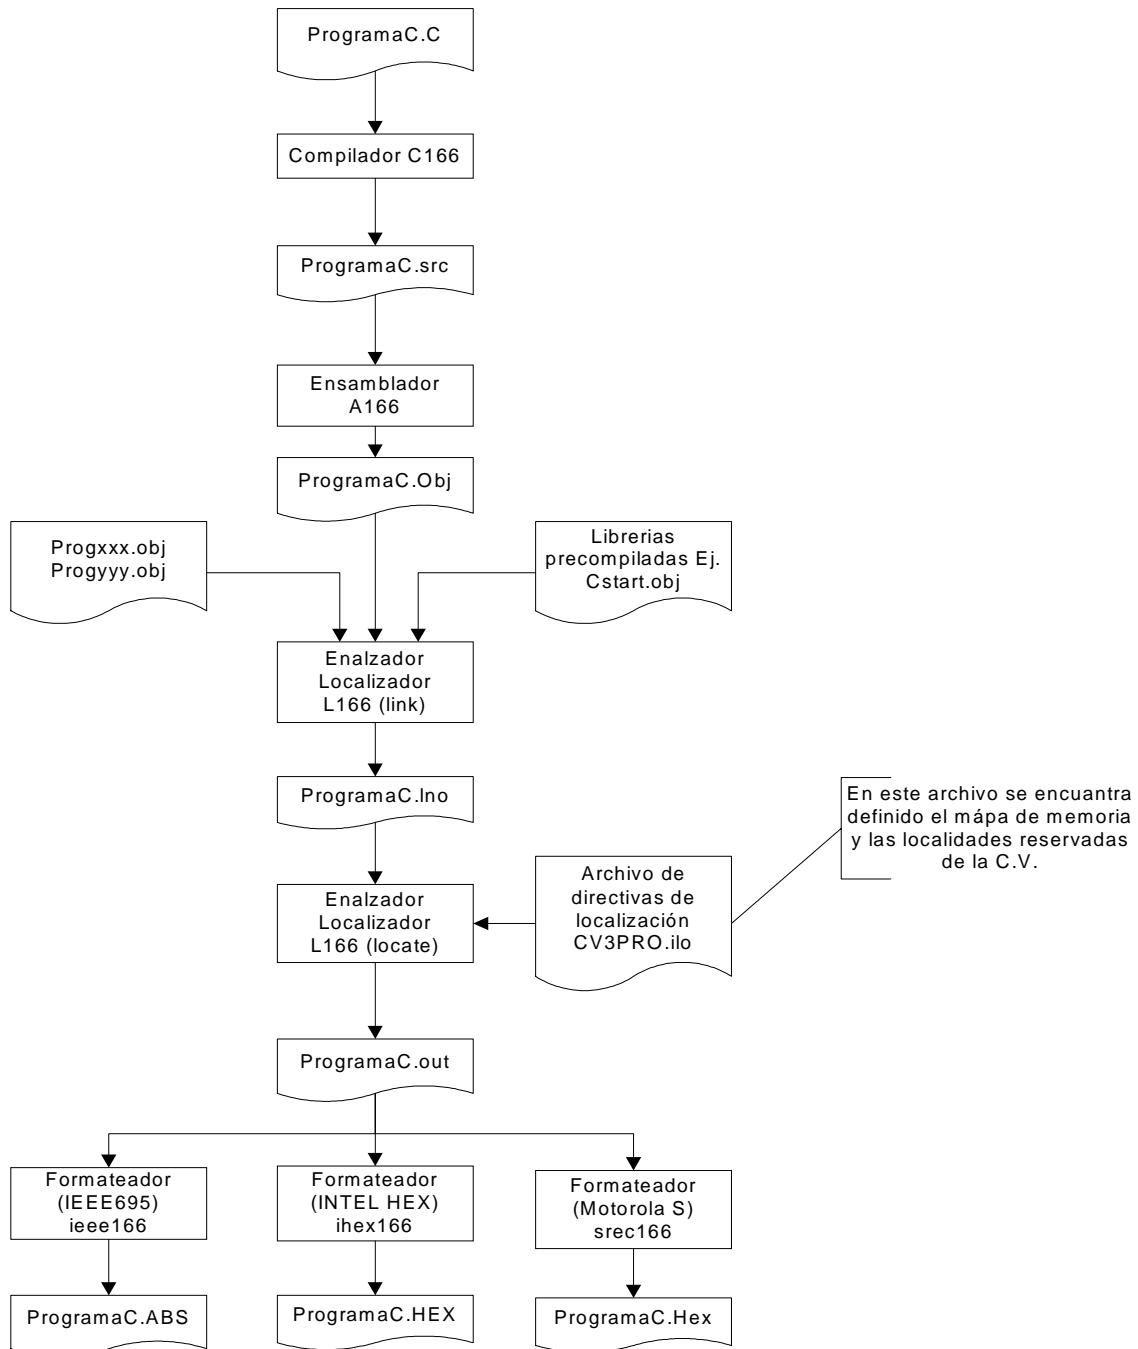 ProgramaC.C
Compilador C166
ProgramaC.src
Ensamblador
A166
ProgramaC.Obj
Progxxx.obj
Progyyy.obj
Librerias
precompiladas Ej.
Cstart.obj
Enalzador
Localizador
L166 (link)
ProgramaC.lno
En este archivo se encuantra
definido el mápa de memoria
y las localidades reservadas
de la C.V.
Archivo de
directivas de
localización
CV3PRO.ilo
Enalzador
Localizador
L166 (locate)
ProgramaC.out
Formateador
(IEEE695)
ieee166
Formateador
(INTEL HEX)
ihex166
Formateador
(Motorola S)
srec166
ProgramaC.ABS
ProgramaC.HEX
ProgramaC.Hex